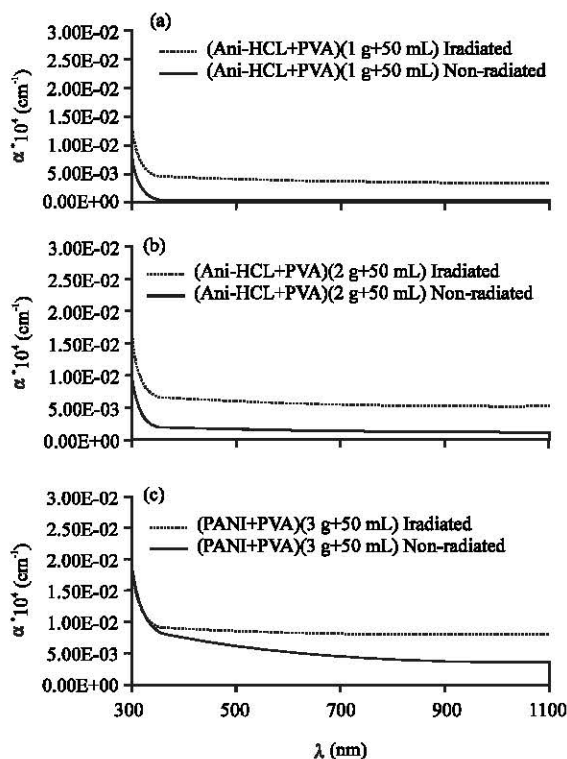 (a)
3.00E-02
(Ani-HCL+PVA)(1 g+50 mL) Iradiated
2.50E-02
(Ani-HCL+PVA)(1 g+50 mL) Non-radiated
2.00E-02
1.50E-02
1.00E-02
5.00E-03
0.00E+00
α*10⁴ (cm⁻¹)
(b)
3.00E-02
(Ani-HCL+PVA)(2 g+50 mL) Iradiated
2.50E-02
(Ani-HCL+PVA)(2 g+50 mL) Non-radiated
2.00E-02
1.50E-02
1.00E-02
5.00E-03
0.00E+00
α*10⁴ (cm⁻¹)
(c)
3.00E-02
(PANI+PVA)(3 g+50 mL) Iradiated
2.50E-02
(PANI+PVA)(3 g+50 mL) Non-radiated
2.00E-02
1.50E-02
1.00E-02
5.00E-03
0.00E+00
α*10⁴ (cm⁻¹)
300 500 700 900 1100
λ (nm)